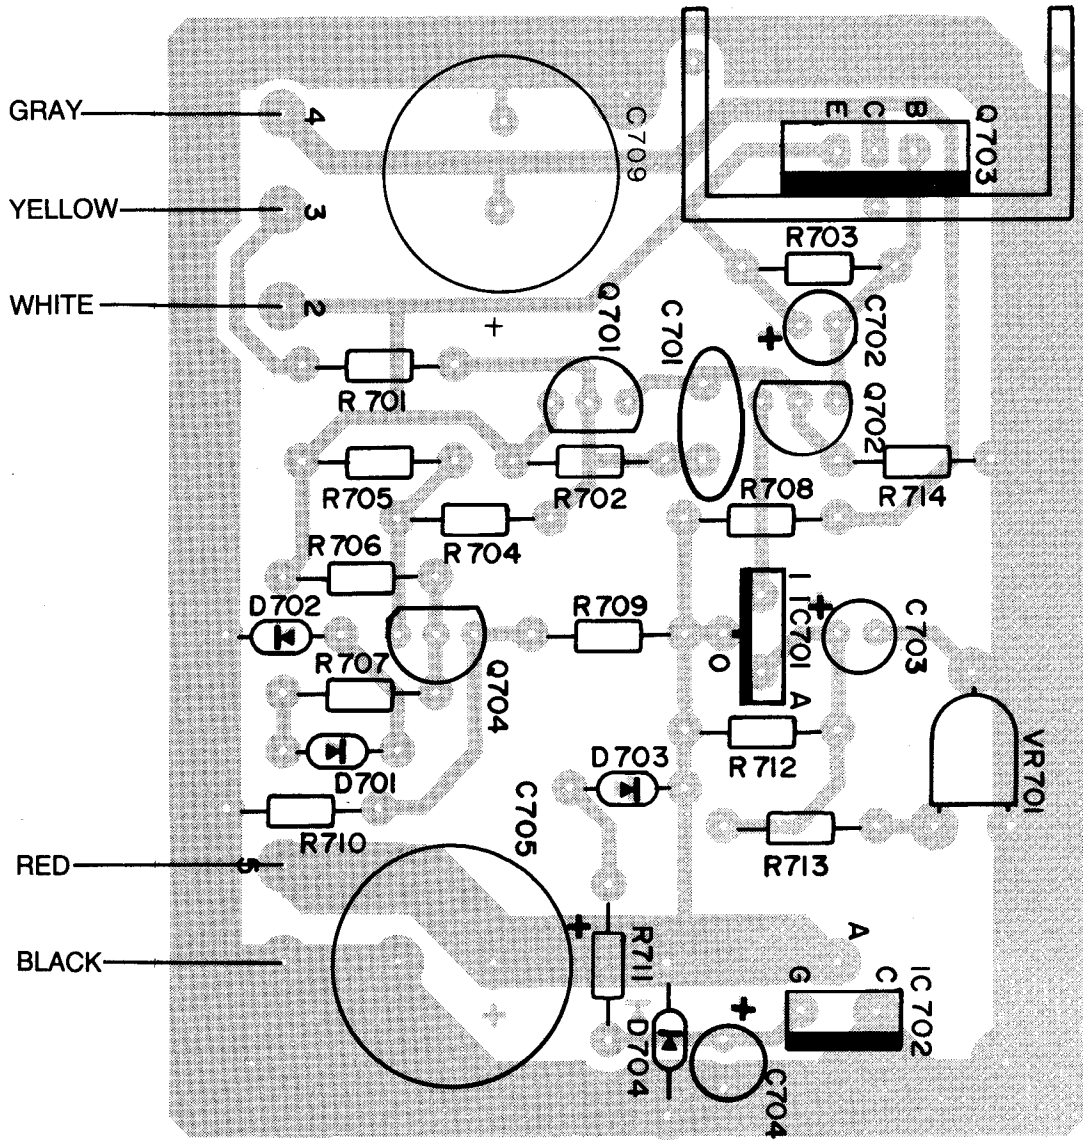 GRAY
4
C709
E
C
B
Q703
YELLOW
3
WHITE
2
+
R703
C702
+
Q701
C701
R701
Q702
R705
R702
R714
R708
R704
R706
D702
R709
I
IC701
+
C703
O
A
R707
Q704
R712
VR701
D701
D703
C705
R710
R713
RED
5
+
R711
A
BLACK
G
C
IC702
+
+
D704
C704